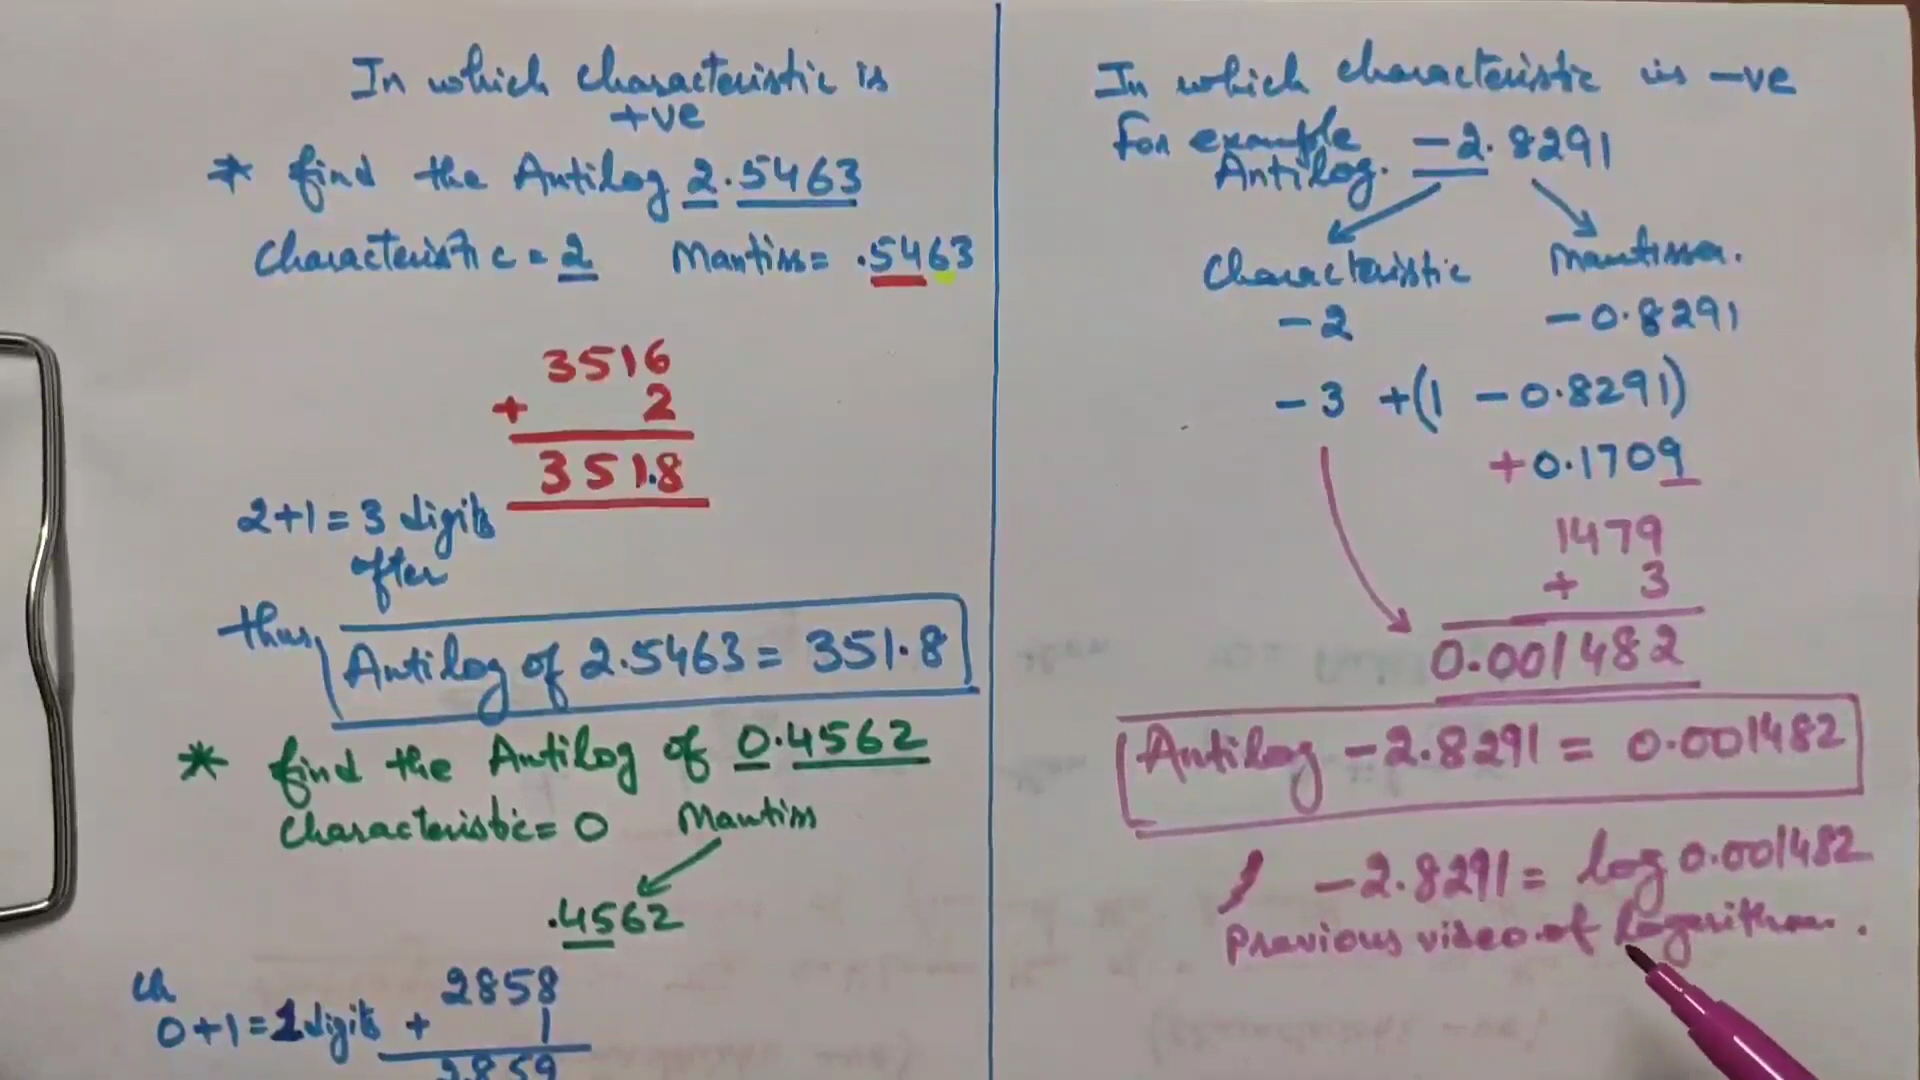 In which characteristic is
+ve
* find the Antilog 2.5463
Characteristic = 2 Mantiss = .5463
3516
+ 2
351.8
2+1 = 3 digits
after
thus, Antilog of 2.5463 = 351.8
* find the Antilog of 0.4562
Characteristic = 0 Mantiss
.4562
Ch
0+1 = 1 digits
2858
+ 1
2859
In which characteristic is -ve
For example
Antilog. -2.8291
Characteristic Mantissa.
-2 -0.8291
-3 +(1 - 0.8291)
+0.1709
1479
+ 3
0.001482
Antilog -2.8291 = 0.001482
-2.8291 = log 0.001482
Previous video of Logarithm.